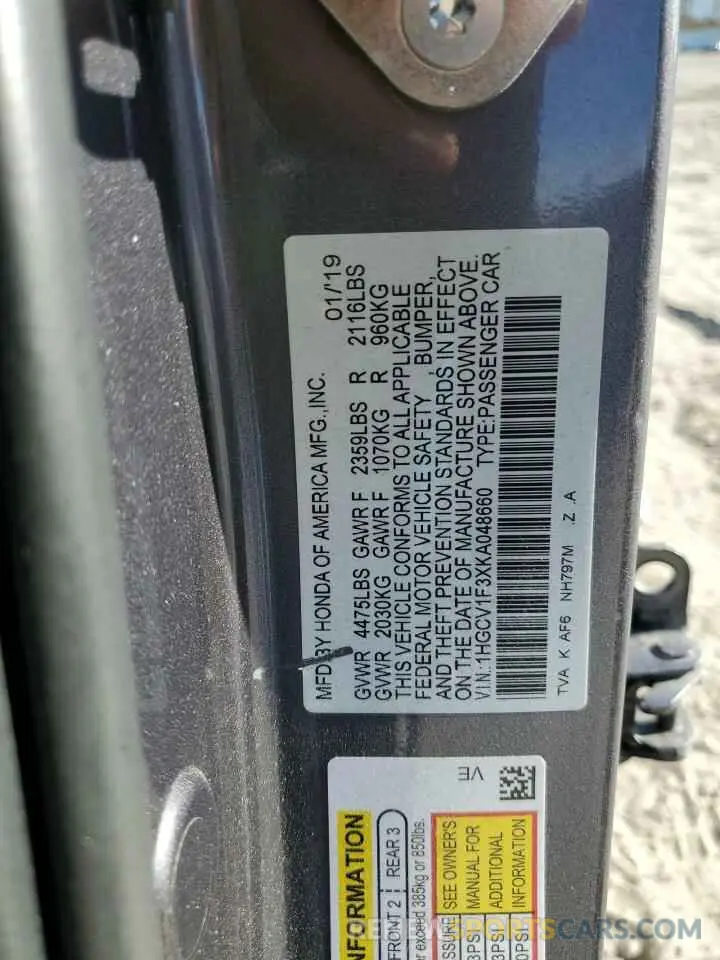 MFD. BY HONDA OF AMERICA MFG.,INC. 01/'19
GVWR 4475LBS GAWR F 2359LBS R 2116LBS
GVWR 2030KG GAWR F 1070KG R 960KG
THIS VEHICLE CONFORMS TO ALL APPLICABLE
FEDERAL MOTOR VEHICLE SAFETY, BUMPER,
AND THEFT PREVENTION STANDARDS IN EFFECT
ON THE DATE OF MANUFACTURE SHOWN ABOVE.
V.I.N.:1HGCV1F3XKA048660 TYPE:PASSENGER CAR
TVA K AF6 NH797M .Z .A
VE
FORMATION
FRONT 2 REAR 3
exceed 385kg or 850lbs.
SEE OWNER'S
MANUAL FOR
ADDITIONAL
INFORMATION
SPORTSCARS.COM